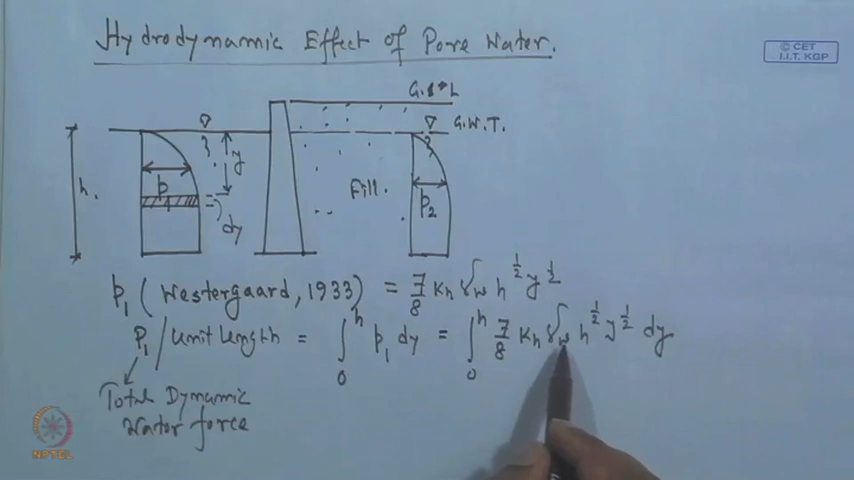 Hydrodynamic Effect of Pore Water.
© CET
I.I.T. KGP
G.W.T.
h.
y
p
Fill.
p₂
dy
p₁ (Westergaard, 1933) = 7/8 kₕ γw h^1/2 y^1/2
P₁/Unit length = ∫₀ʰ p₁ dy = ∫₀ʰ 7/8 kₕ γw h^1/2 y^1/2 dy
Total Dynamic
Water force
NPTEL